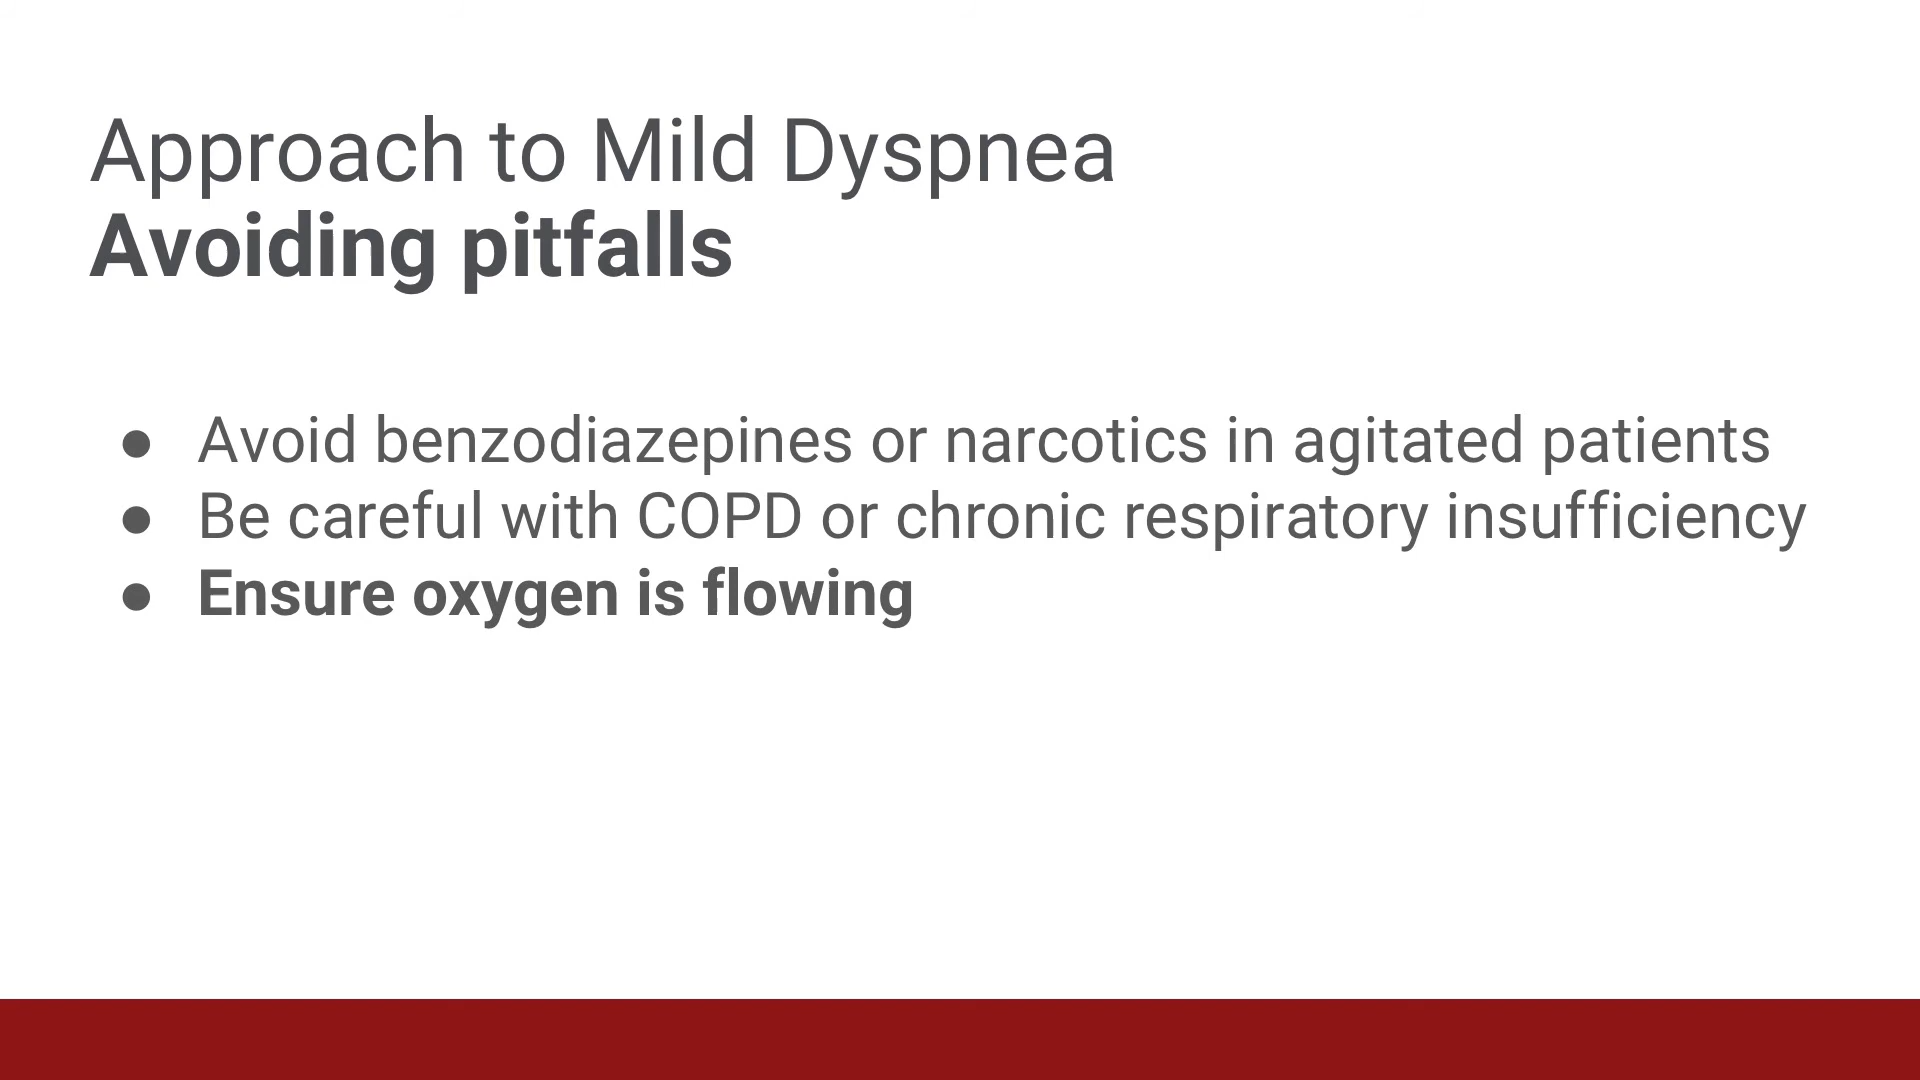 Approach to Mild Dyspnea
Avoiding pitfalls
● Avoid benzodiazepines or narcotics in agitated patients
● Be careful with COPD or chronic respiratory insufficiency
● Ensure oxygen is flowing